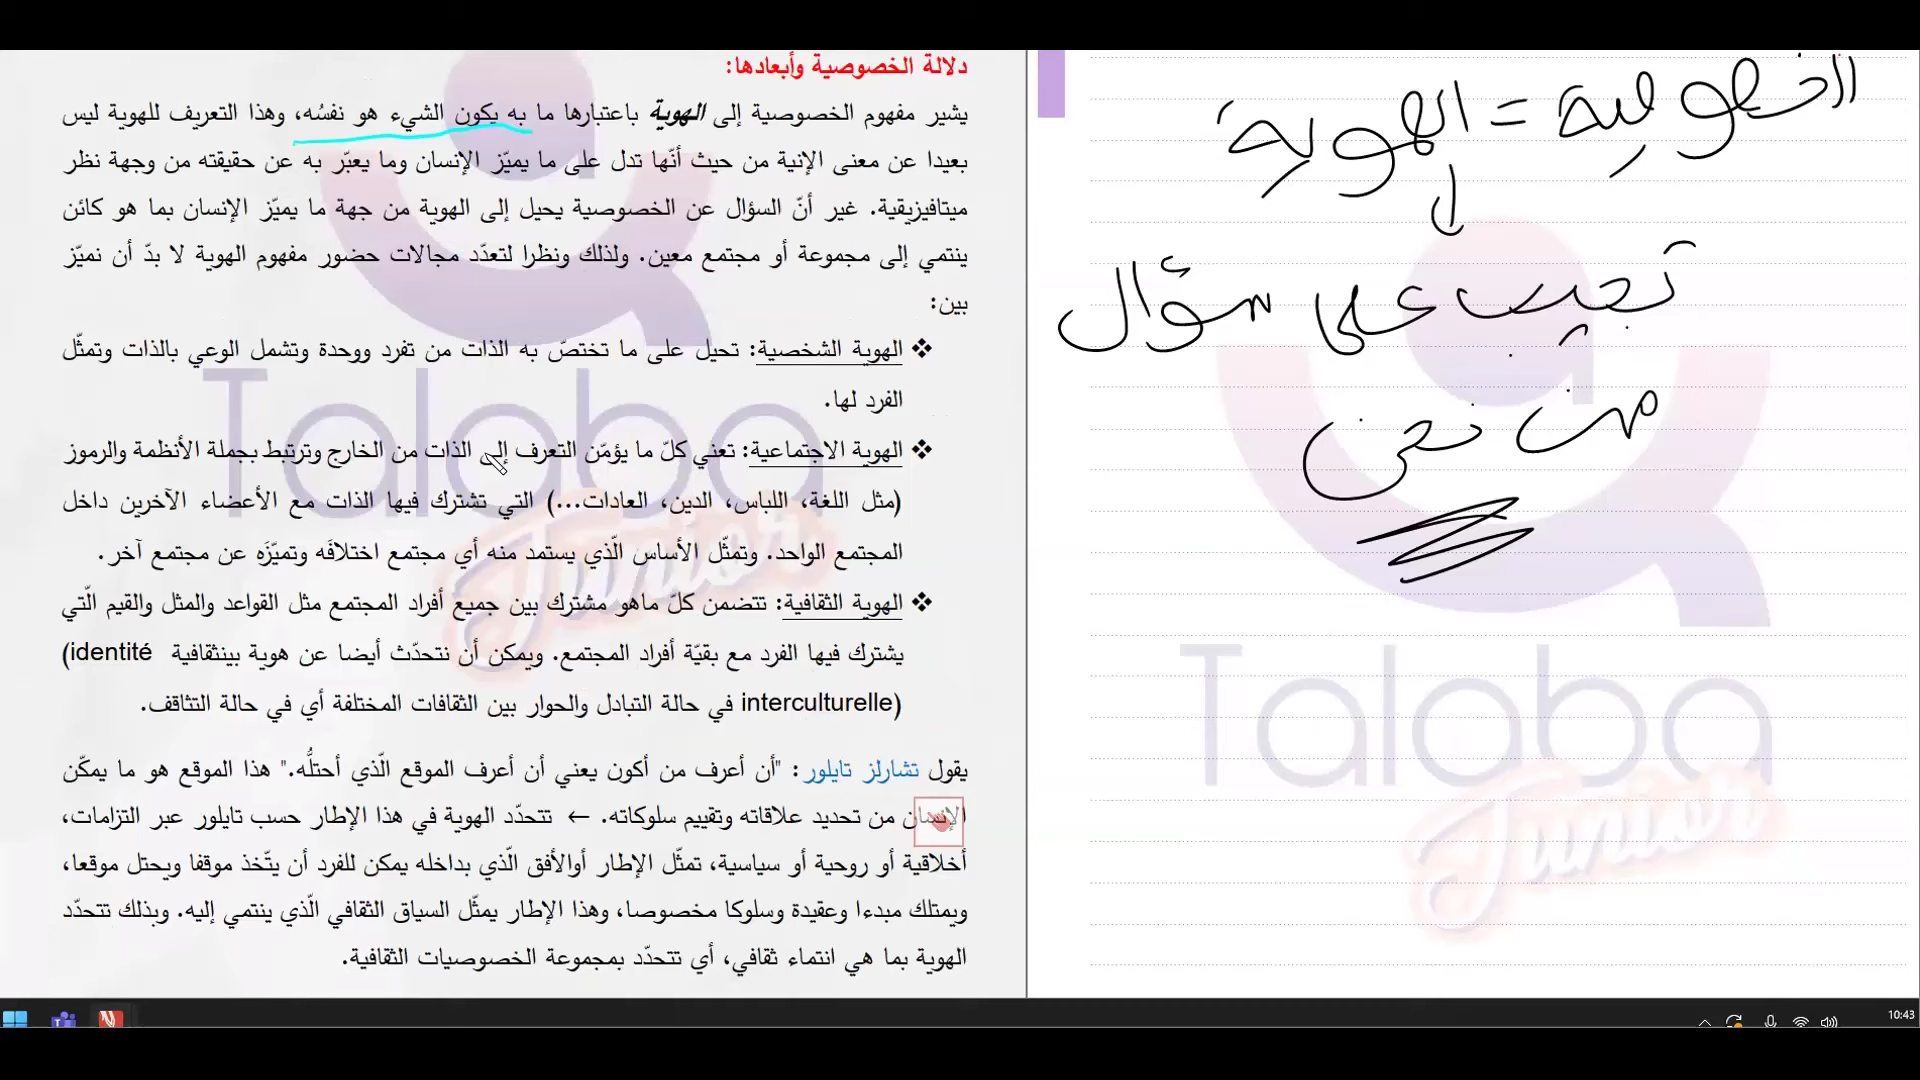 دلالة الخصوصية وأبعادها:
يشير مفهوم الخصوصية إلى الهوية باعتبارها ما به يكون الشيء هو نفسُه، وهذا التعريف للهوية ليس
بعيدا عن معنى الإنية من حيث أنّها تدل على ما يميّز الإنسان وما يعبّر به عن حقيقته من وجهة نظر
ميتافيزيقية. غير أنّ السؤال عن الخصوصية يحيل إلى الهوية من جهة ما يميّز الإنسان بما هو كائن
ينتمي إلى مجموعة أو مجتمع معين. ولذلك ونظرا لتعدّد مجالات حضور مفهوم الهوية لا بدّ أن نميّز
بين:
❖ الهوية الشخصية: تحيل على ما تختصّ به الذات من تفرد ووحدة وتشمل الوعي بالذات وتمثّل
الفرد لها.
❖ الهوية الاجتماعية: تعني كلّ ما يؤمّن التعرف إلى الذات من الخارج وترتبط بجملة الأنظمة والرموز
(مثل اللغة، اللباس، الدين، العادات...) التي تشترك فيها الذات مع الأعضاء الآخرين داخل
المجتمع الواحد. وتمثّل الأساس الّذي يستمد منه أي مجتمع اختلافَه وتميّزَه عن مجتمع آخر.
❖ الهوية الثقافية: تتضمن كلّ ماهو مشترك بين جميع أفراد المجتمع مثل القواعد والمثل والقيم الّتي
يشترك فيها الفرد مع بقيّة أفراد المجتمع. ويمكن أن نتحدّث أيضا عن هوية بينثقافية (identité
interculturelle) في حالة التبادل والحوار بين الثقافات المختلفة أي في حالة التثاقف.
يقول تشارلز تايلور: "أن أعرف من أكون يعني أن أعرف الموقع الّذي أحتلُّه." هذا الموقع هو ما يمكّن
الإنسان من تحديد علاقاته وتقييم سلوكاته. ← تتحدّد الهوية في هذا الإطار حسب تايلور عبر التزامات،
أخلاقية أو روحية أو سياسية، تمثّل الإطار أوالأفق الّذي بداخله يمكن للفرد أن يتّخذ موقفا ويحتل موقعا،
ويمتلك مبدءا وعقيدة وسلوكا مخصوصا، وهذا الإطار يمثّل السياق الثقافي الّذي ينتمي إليه. وبذلك تتحدّد
الهوية بما هي انتماء ثقافي، أي تتحدّد بمجموعة الخصوصيات الثقافية.
الخصوصية = الهوية
تجيب على سؤال
من نحن
Talaba
Junior
Talaba
Junior
10:43